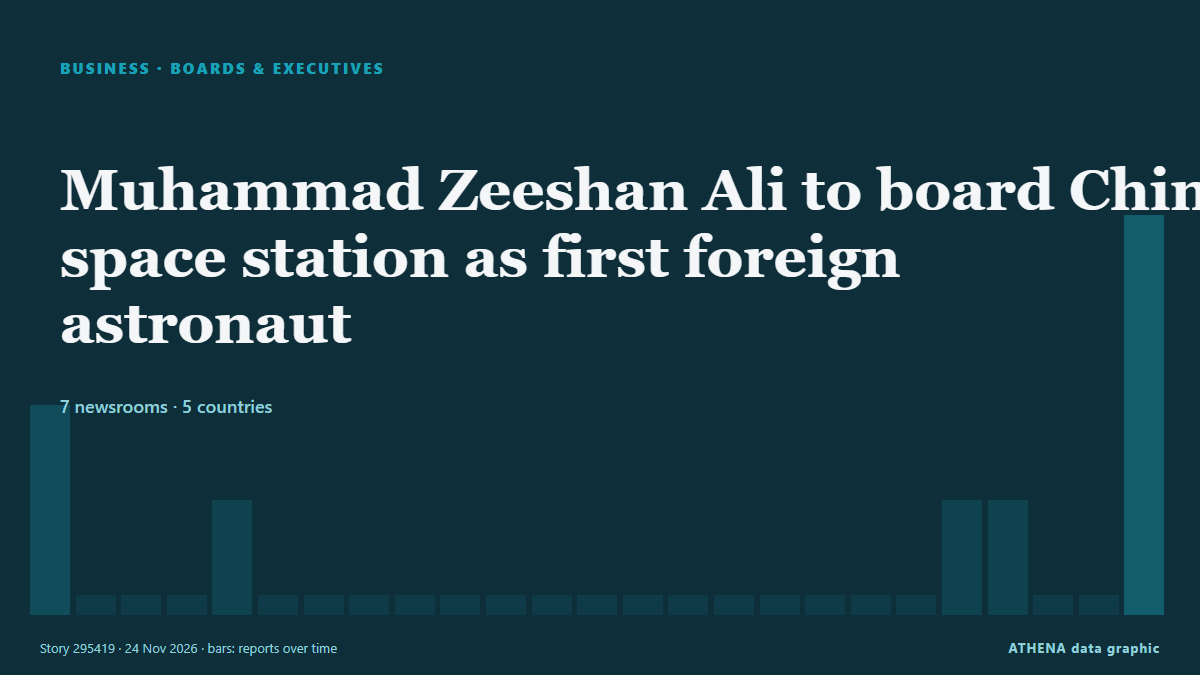 BUSINESS · BOARDS & EXECUTIVES
Muhammad Zeeshan Ali to board Chin
space station as first foreign
astronaut
7 newsrooms · 5 countries
Story 295419 · 24 Nov 2026 · bars: reports over time
ATHENA data graphic